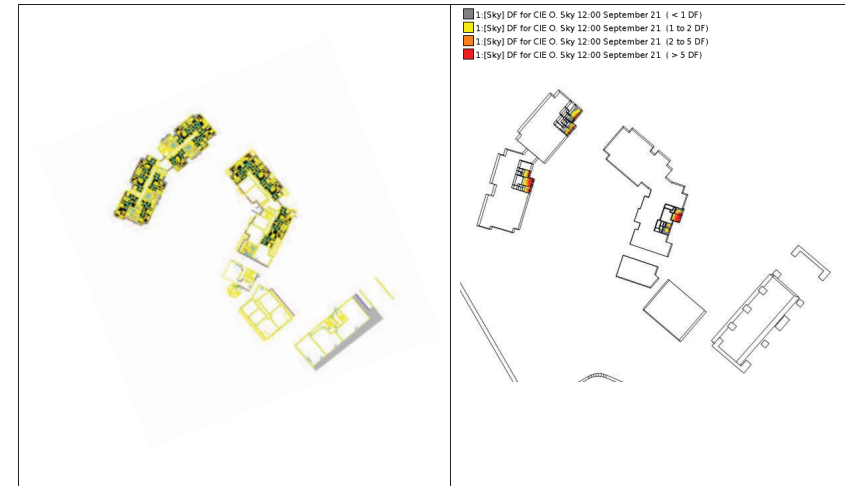 1:[Sky] DF for CIE O. Sky 12:00 September 21 ( < 1 DF)
1:[Sky] DF for CIE O. Sky 12:00 September 21 (1 to 2 DF)
1:[Sky] DF for CIE O. Sky 12:00 September 21 (2 to 5 DF)
1:[Sky] DF for CIE O. Sky 12:00 September 21 ( > 5 DF)